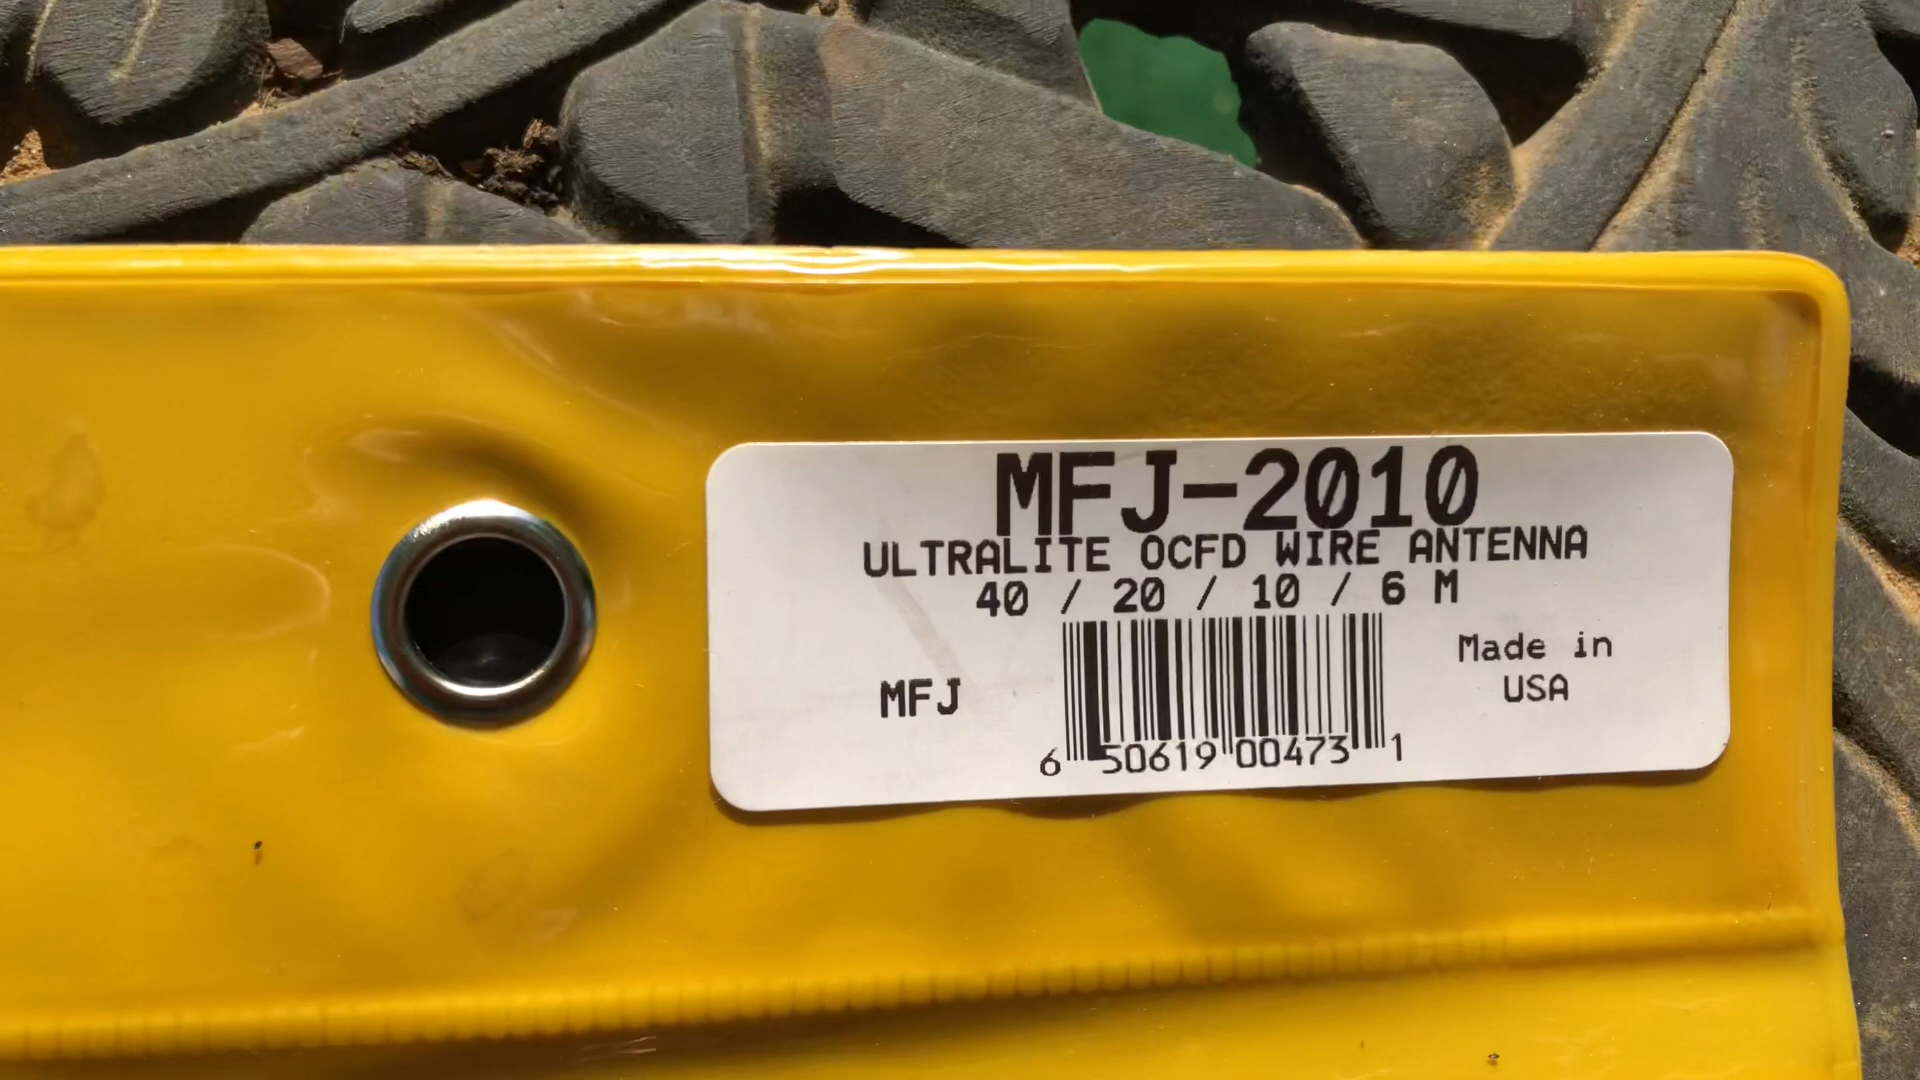 MFJ-2010
ULTRALITE OCFD WIRE ANTENNA
40 / 20 / 10 / 6 M
MFJ
Made in
USA
6 50619 00473 1